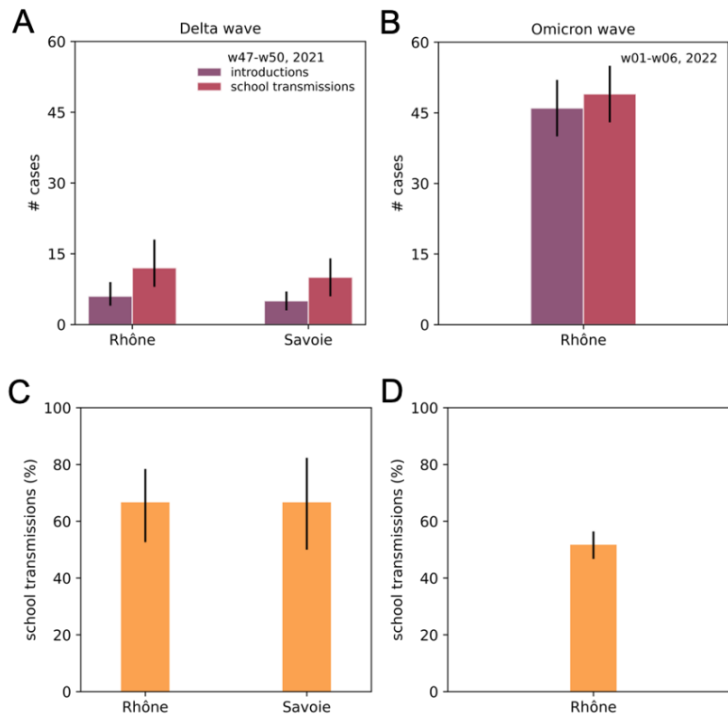 A
Delta wave
w47-w50, 2021
introductions
school transmissions
# cases
60
45
30
15
0
Rhône
Savoie
B
Omicron wave
w01-w06, 2022
# cases
60
45
30
15
0
Rhône
C
school transmissions (%)
100
80
60
40
20
0
Rhône
Savoie
D
school transmissions (%)
100
80
60
40
20
0
Rhône